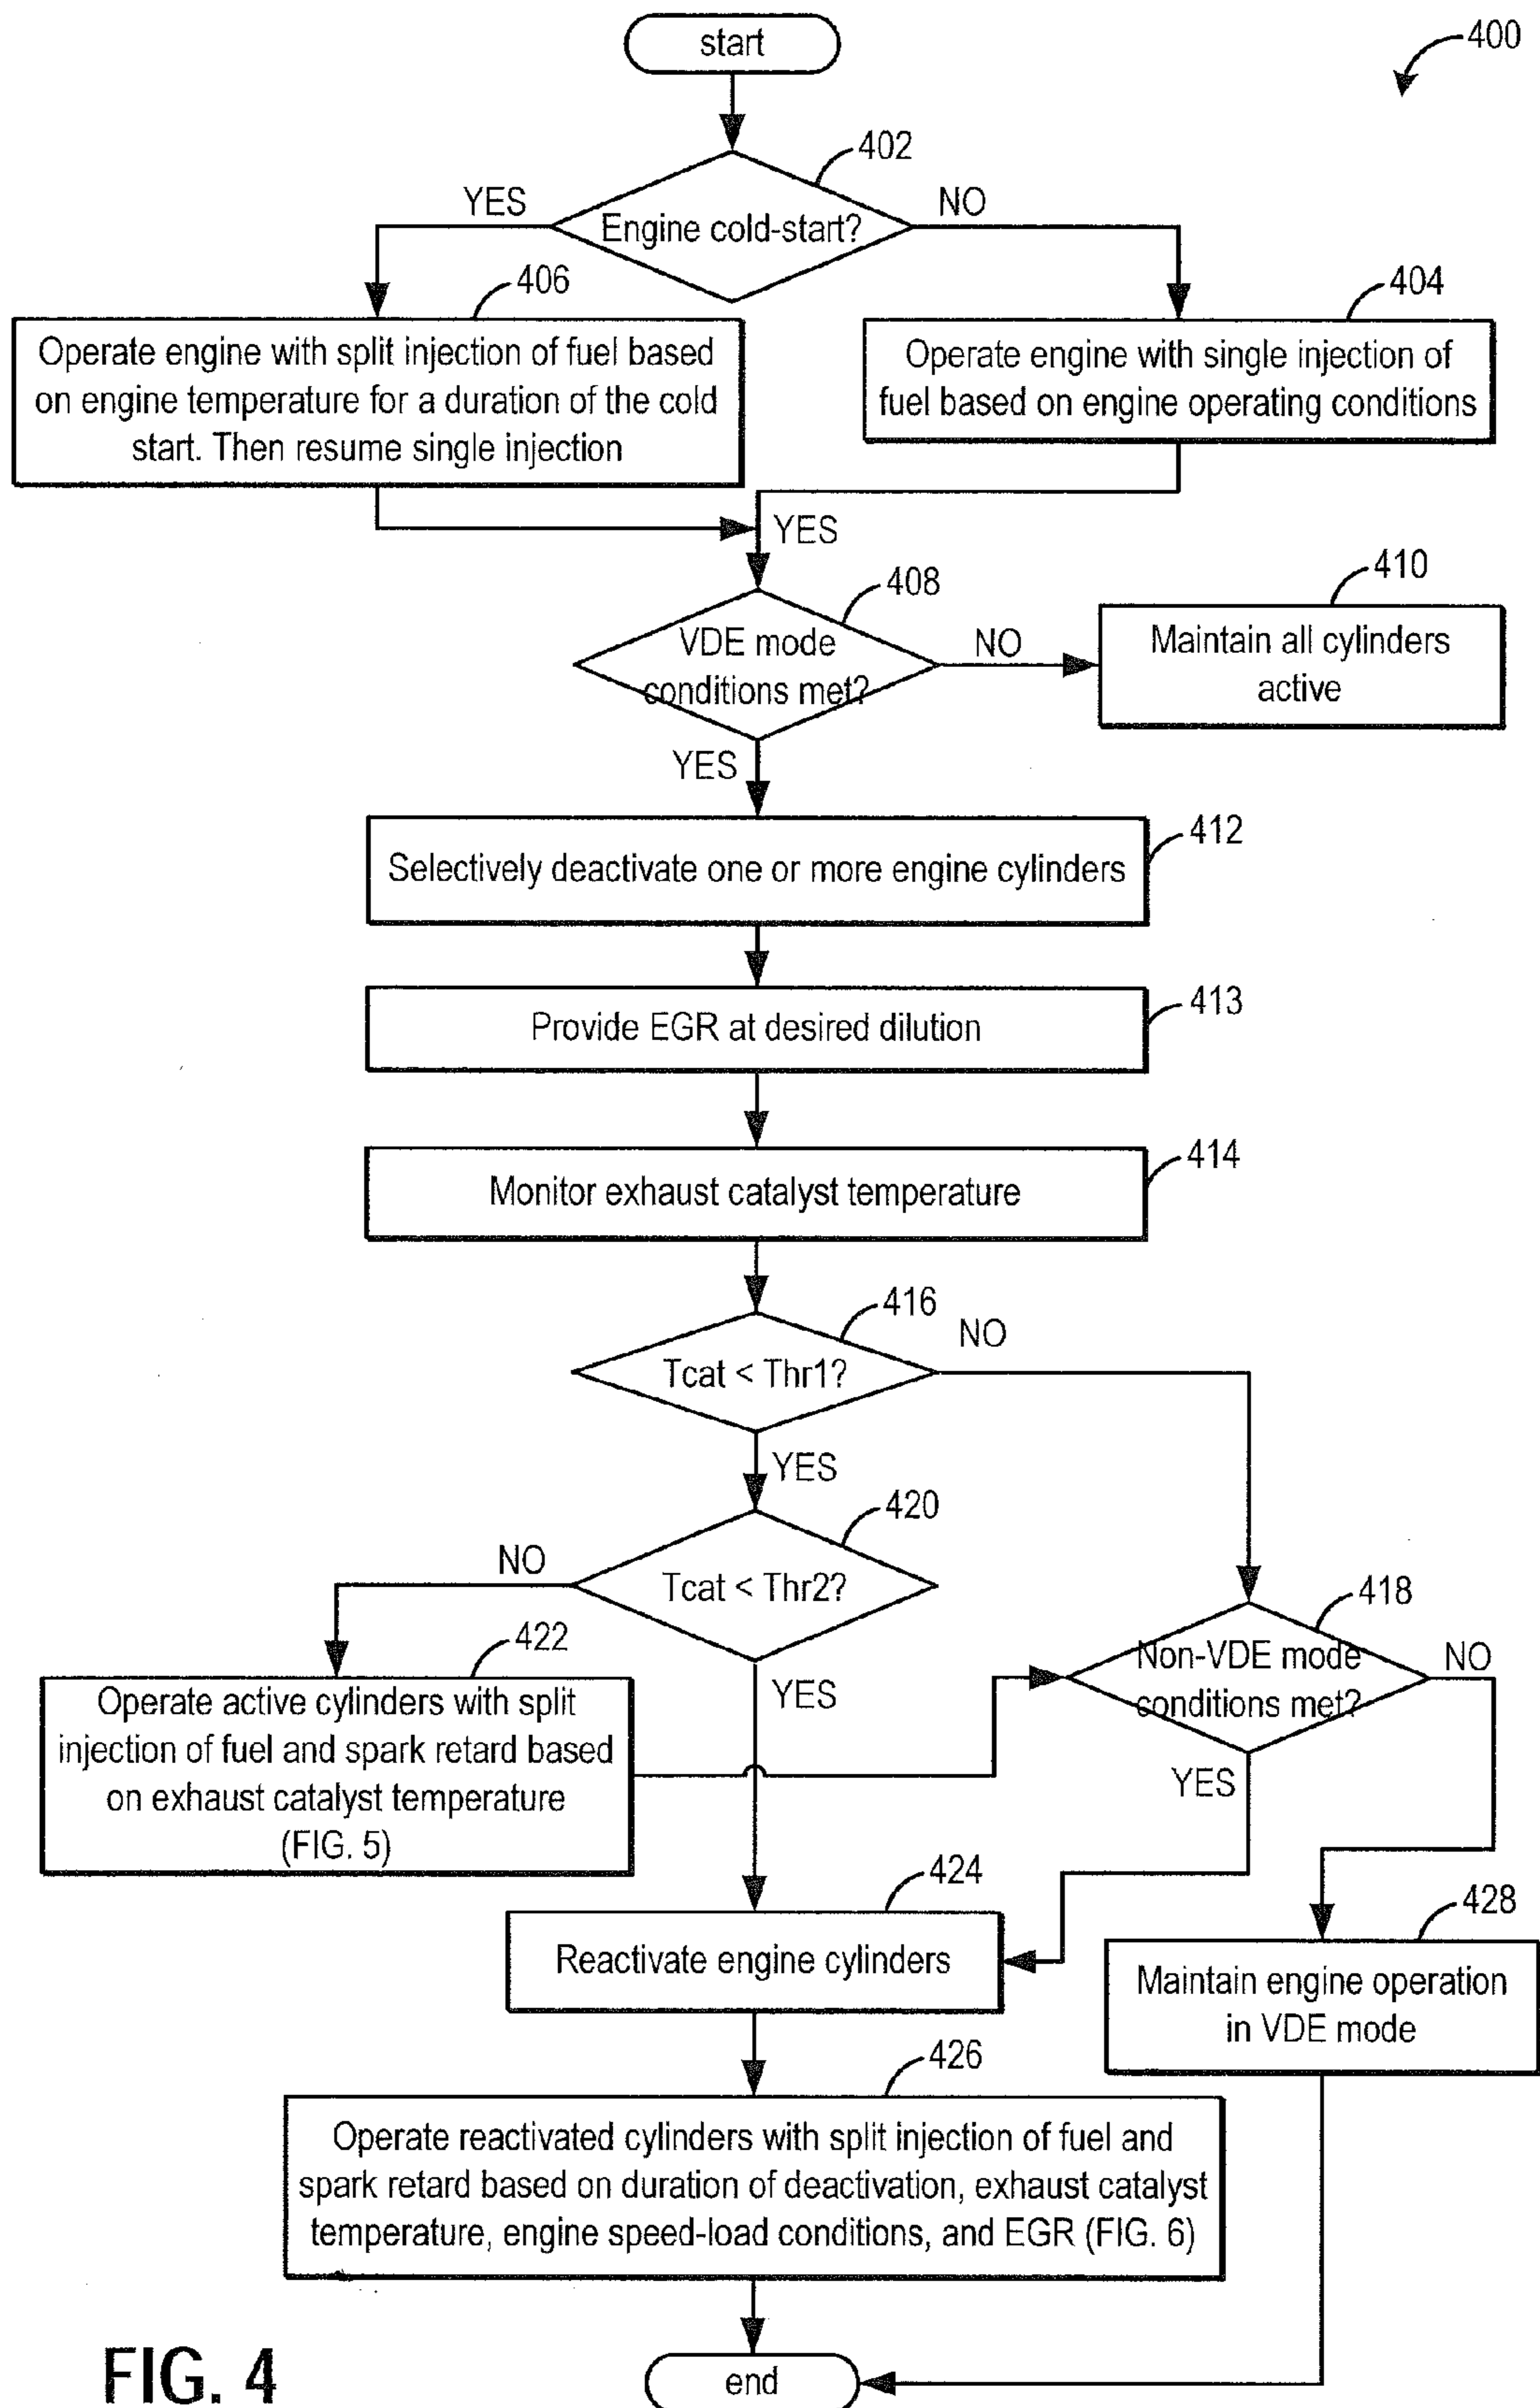 start
400
402
YES
Engine cold-start?
NO
406
404
Operate engine with split injection of fuel based
on engine temperature for a duration of the cold
start. Then resume single injection
Operate engine with single injection of
fuel based on engine operating conditions
YES
408
410
VDE mode
conditions met?
NO
Maintain all cylinders
active
YES
412
Selectively deactivate one or more engine cylinders
413
Provide EGR at desired dilution
414
Monitor exhaust catalyst temperature
416
NO
Tcat < Thr1?
YES
420
NO
Tcat < Thr2?
418
422
Non-VDE mode
conditions met?
NO
YES
Operate active cylinders with split
injection of fuel and spark retard based
on exhaust catalyst temperature
(FIG. 5)
YES
424
428
Reactivate engine cylinders
Maintain engine operation
in VDE mode
426
Operate reactivated cylinders with split injection of fuel and
spark retard based on duration of deactivation, exhaust catalyst
temperature, engine speed-load conditions, and EGR (FIG. 6)
FIG. 4
end